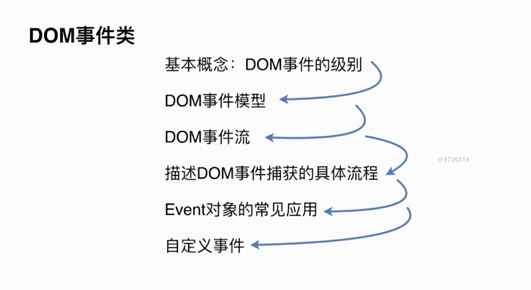 DOM事件类
基本概念：DOM事件的级别
DOM事件模型
DOM事件流
描述DOM事件捕获的具体流程
Event对象的常见应用
自定义事件
@5720314